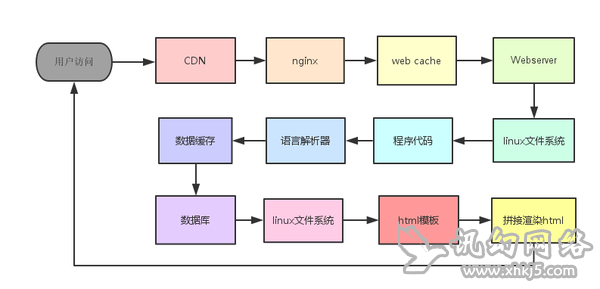 用户访问
CDN
nginx
web cache
Webserver
linux文件系统
程序代码
语言解析器
数据缓存
数据库
linux文件系统
html模板
拼接渲染html
讯幻网络
www.xhkj5.com